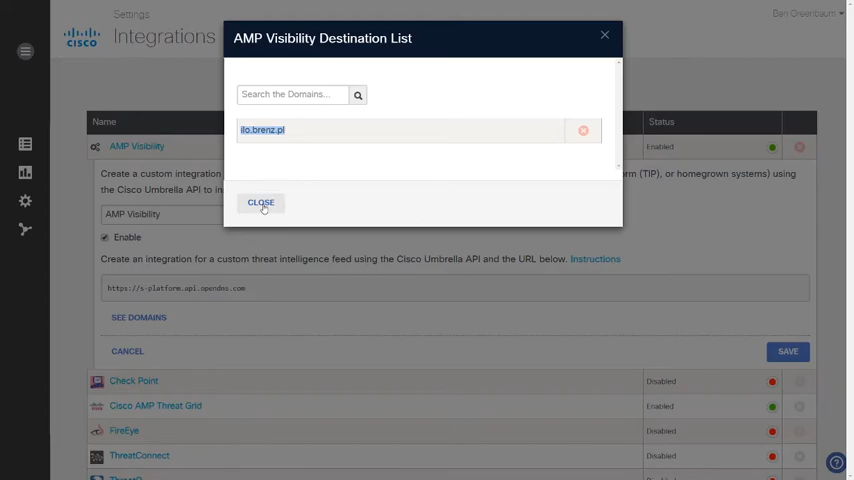 Settings
Ben Greenbaum
CISCO
Integrations
AMP Visibility Destination List
Search the Domains...
ilo.brenz.pl
CLOSE
Name
Status
AMP Visibility
Enabled
Create a custom integration
rm (TIP), or homegrown systems) using
the Cisco Umbrella API to in
AMP Visibility
Enable
Create an integration for a custom threat intelligence feed using the Cisco Umbrella API and the URL below. Instructions
https://s-platform.api.opendns.com
SEE DOMAINS
CANCEL
SAVE
Check Point
Disabled
Cisco AMP Threat Grid
Enabled
FireEye
Disabled
ThreatConnect
Disabled